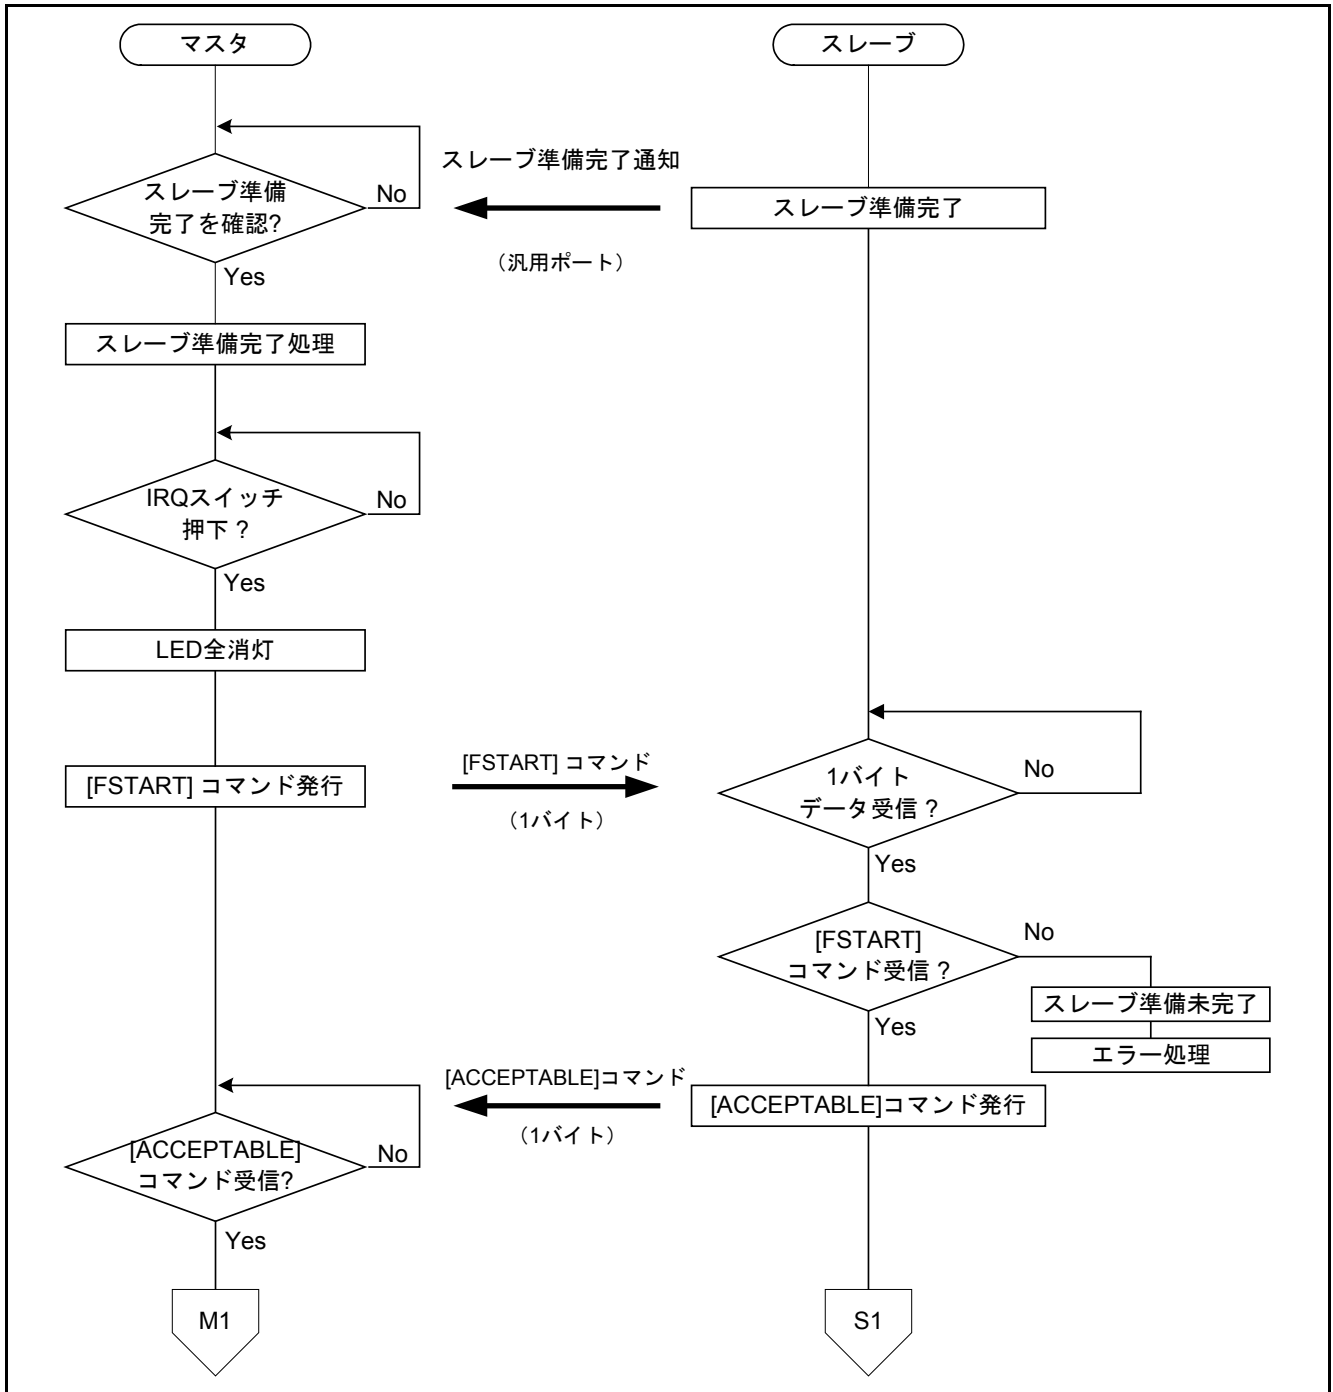 マスタ
スレーブ
スレーブ準備完了通知
スレーブ準備
完了を確認?
No
スレーブ準備完了
(汎用ポート)
Yes
スレーブ準備完了処理
IRQスイッチ
押下？
No
Yes
LED全消灯
[FSTART] コマンド発行
[FSTART] コマンド
(1バイト)
1バイト
データ受信？
No
Yes
[FSTART]
コマンド受信？
No
スレーブ準備未完了
エラー処理
Yes
[ACCEPTABLE]コマンド
[ACCEPTABLE]コマンド発行
(1バイト)
[ACCEPTABLE]
コマンド受信?
No
Yes
M1
S1